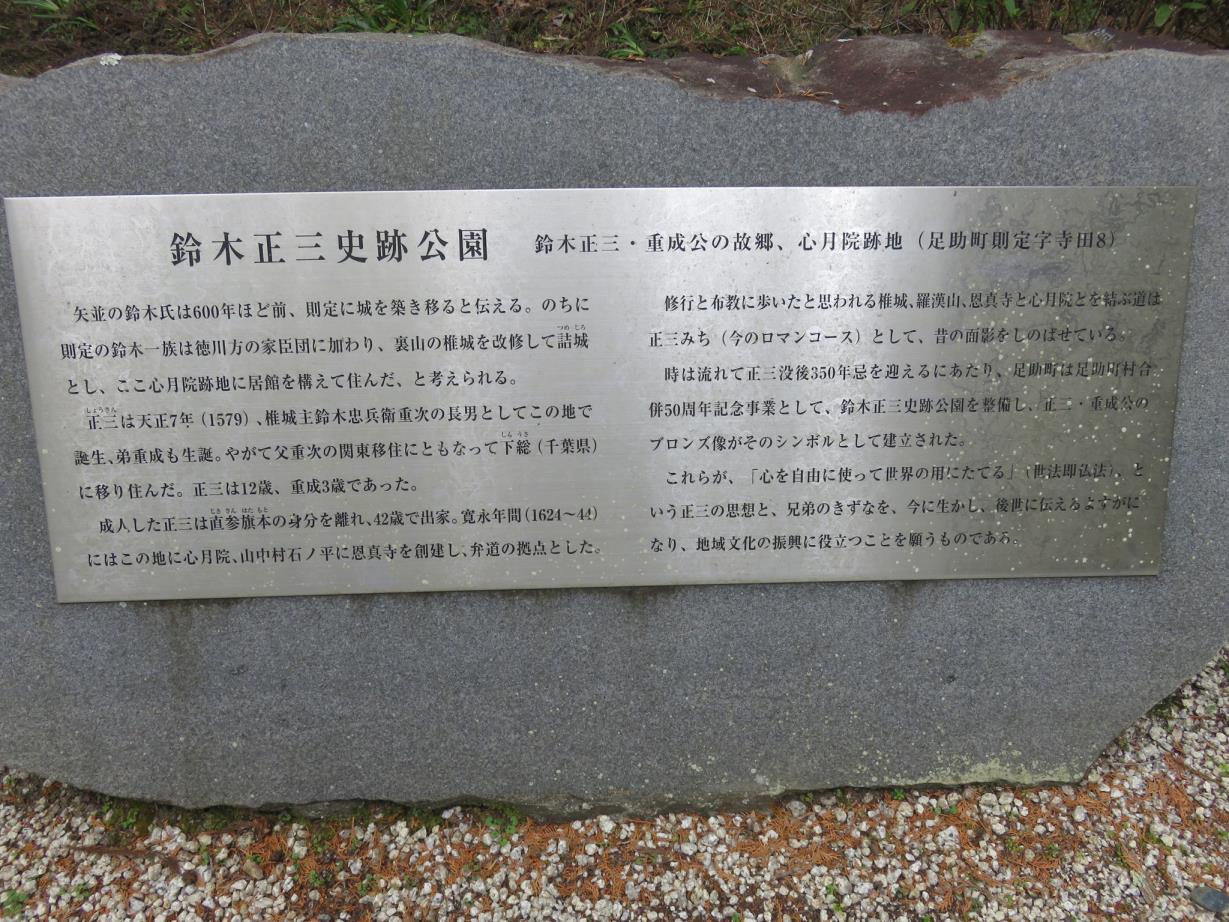 鈴木正三史跡公園　鈴木正三・重成公の故郷、心月院跡地（足助町則定字寺田8）
矢並の鈴木氏は600年ほど前、則定に城を築き移ると伝える。のちに
則定の鈴木一族は徳川方の家臣団に加わり、裏山の椎城を改修して詰城
とし、ここ心月院跡地に居館を構えて住んだ、と考えられる。
正三は天正7年（1579）、椎城主鈴木忠兵衛重次の長男としてこの地で
誕生、弟重成も生誕。やがて父重次の関東移住にともなって下総（千葉県）
に移り住んだ。正三は12歳、重成3歳であった。
成人した正三は直参旗本の身分を離れ、42歳で出家。寛永年間（1624～44）
にはこの地に心月院、山中村石ノ平に恩真寺を創建し、弁道の拠点とした。
修行と布教に歩いたと思われる椎城、羅漢山、恩真寺と心月院とを結ぶ道は
正三みち（今のロマンコース）として、昔の面影をしのばせている。
時は流れて正三没後350年忌を迎えるにあたり、足助町は足助町村合
併50周年記念事業として、鈴木正三史跡公園を整備し、正三・重成公の
ブロンズ像がそのシンボルとして建立された。
これらが、「心を自由に使って世界の用にたてる」（世法即仏法）、と
いう正三の思想と、兄弟のきずなを、今に生かし、後世に伝えるよすがに
なり、地域文化の振興に役立つことを願うものである。